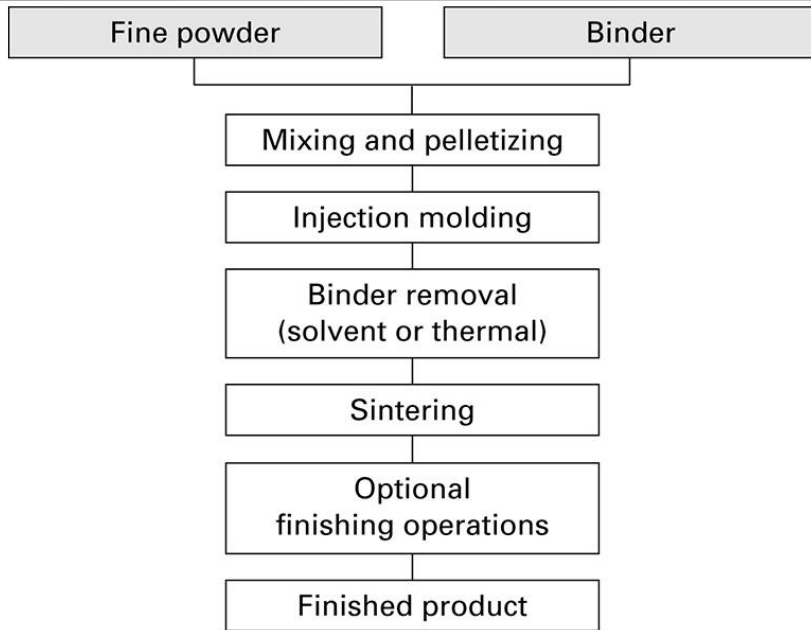 Fine powder
Binder
Mixing and pelletizing
Injection molding
Binder removal
(solvent or thermal)
Sintering
Optional
finishing operations
Finished product